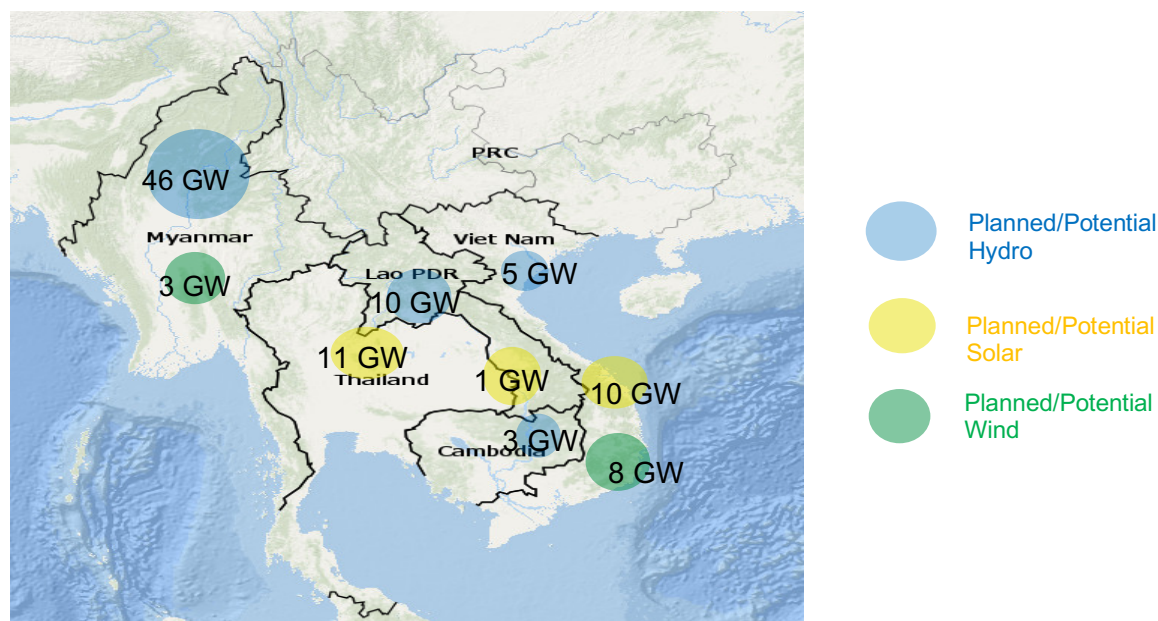 PRC
46 GW
Myanmar
Viet Nam
3 GW
Lao PDR
5 GW
10 GW
11 GW
Thailand
1 GW
10 GW
3 GW
Cambodia
8 GW
Planned/Potential
Hydro
Planned/Potential
Solar
Planned/Potential
Wind